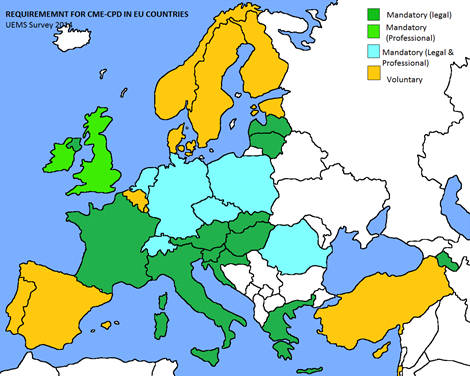 REQUIREMEMNT FOR CME-CPD IN EU COUNTRIES
UEMS Survey 2014
Mandatory (legal)
Mandatory
(Professional)
Mandatory (Legal &
Professional)
Voluntary